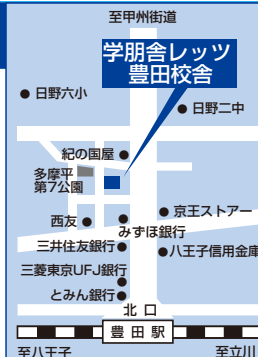 至甲州街道
学朋舎レッツ
豊田校舎
日野六小
日野二中
紀の国屋
多摩平
第7公園
西友
京王ストアー
みずほ銀行
三井住友銀行
八王子信用金庫
三菱東京UFJ銀行
とみん銀行
北口
豊田駅
至八王子
至立川